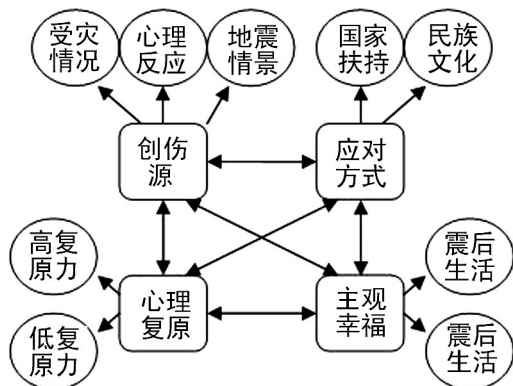 受灾
情况
心理
反应
地震
情景
国家
扶持
民族
文化
创伤
源
应对
方式
高复
原力
低复
原力
心理
复原
主观
幸福
震后
生活
震后
生活